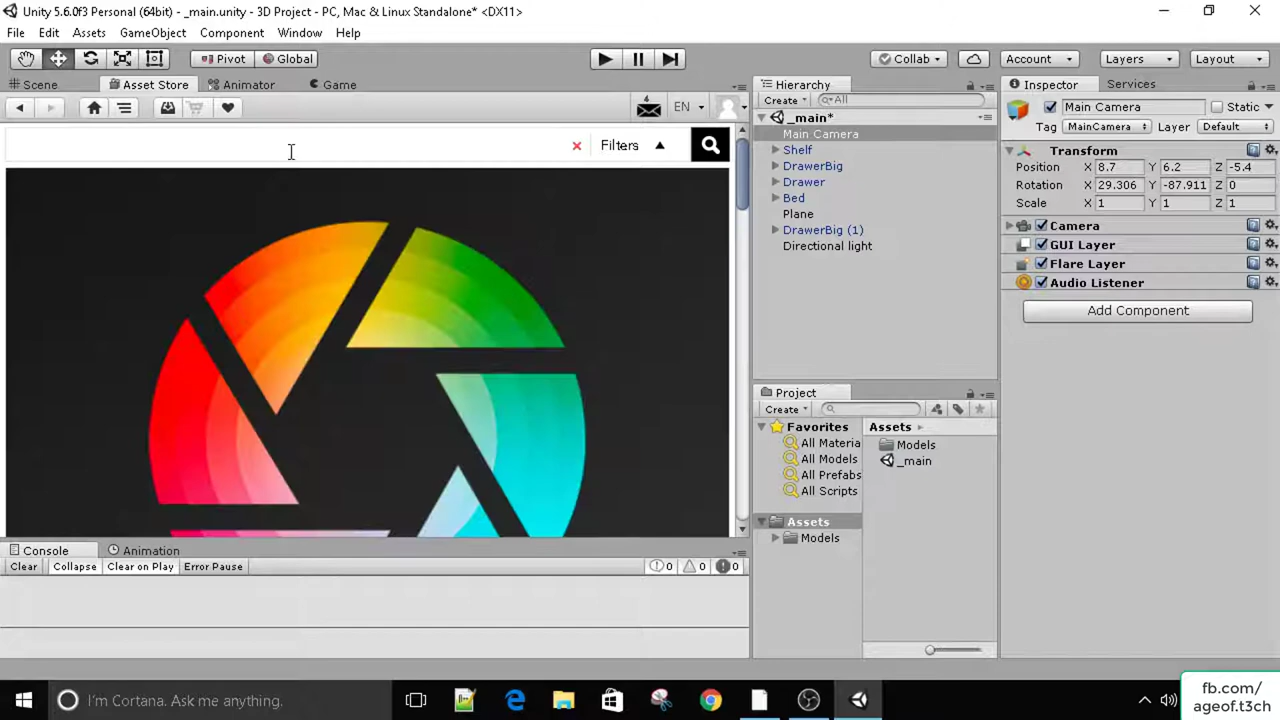 Unity 5.6.0f3 Personal (64bit) - _main.unity - 3D Project - PC, Mac & Linux Standalone* <DX11>
File Edit Assets GameObject Component Window Help
Pivot Global Collab Account Layers Layout
Scene Asset Store Animator Game
EN
Filters
Hierarchy
Create All
_main*
Main Camera
Shelf
DrawerBig
Drawer
Bed
Plane
DrawerBig (1)
Directional light
Inspector Services
Main Camera Static
Tag MainCamera Layer Default
Transform
Position X 8.7 Y 6.2 Z -5.4
Rotation X 29.306 Y -87.911 Z 0
Scale X 1 Y 1 Z 1
Camera
GUI Layer
Flare Layer
Audio Listener
Add Component
Project
Create
Favorites
All Materia
All Models
All Prefabs
All Scripts
Assets
Models
Assets
Models
_main
Console Animation
Clear Collapse Clear on Play Error Pause 0 0 0
I'm Cortana. Ask me anything.
fb.com/
ageof.t3ch